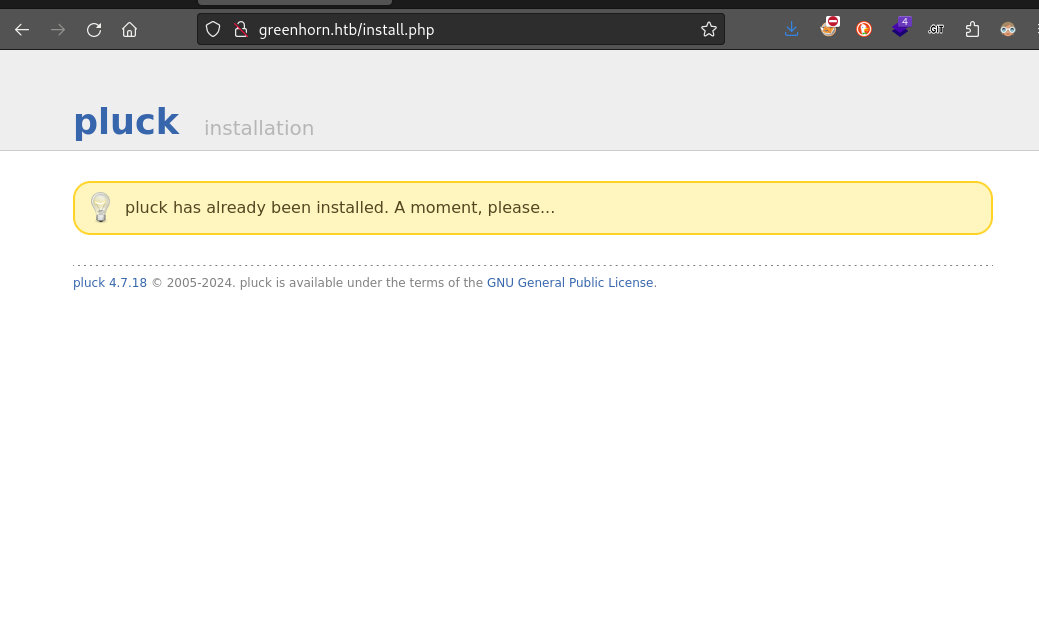 greenhorn.htb/install.php
4
.GIT
pluck installation
pluck has already been installed. A moment, please...
pluck 4.7.18 © 2005-2024. pluck is available under the terms of the GNU General Public License.